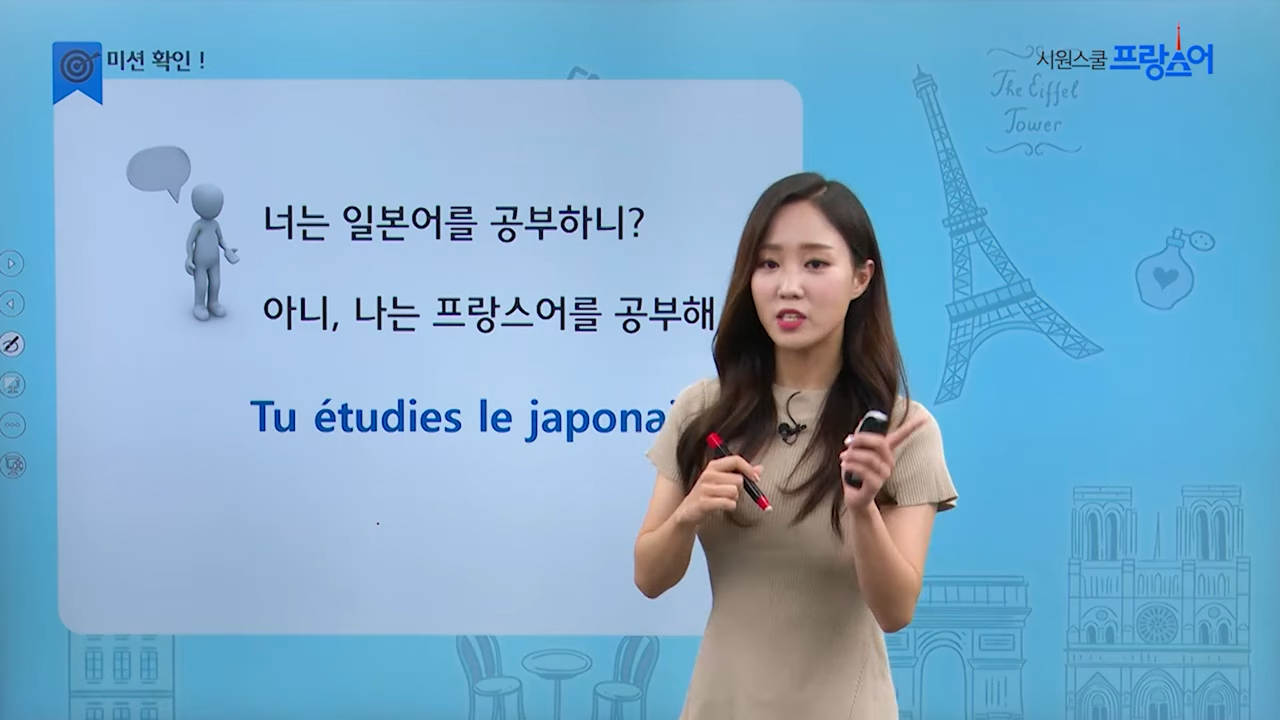 미션 확인 !
시원스쿨 프랑스어
The Eiffel
Tower
너는 일본어를 공부하니?
아니, 나는 프랑스어를 공부해
Tu étudies le